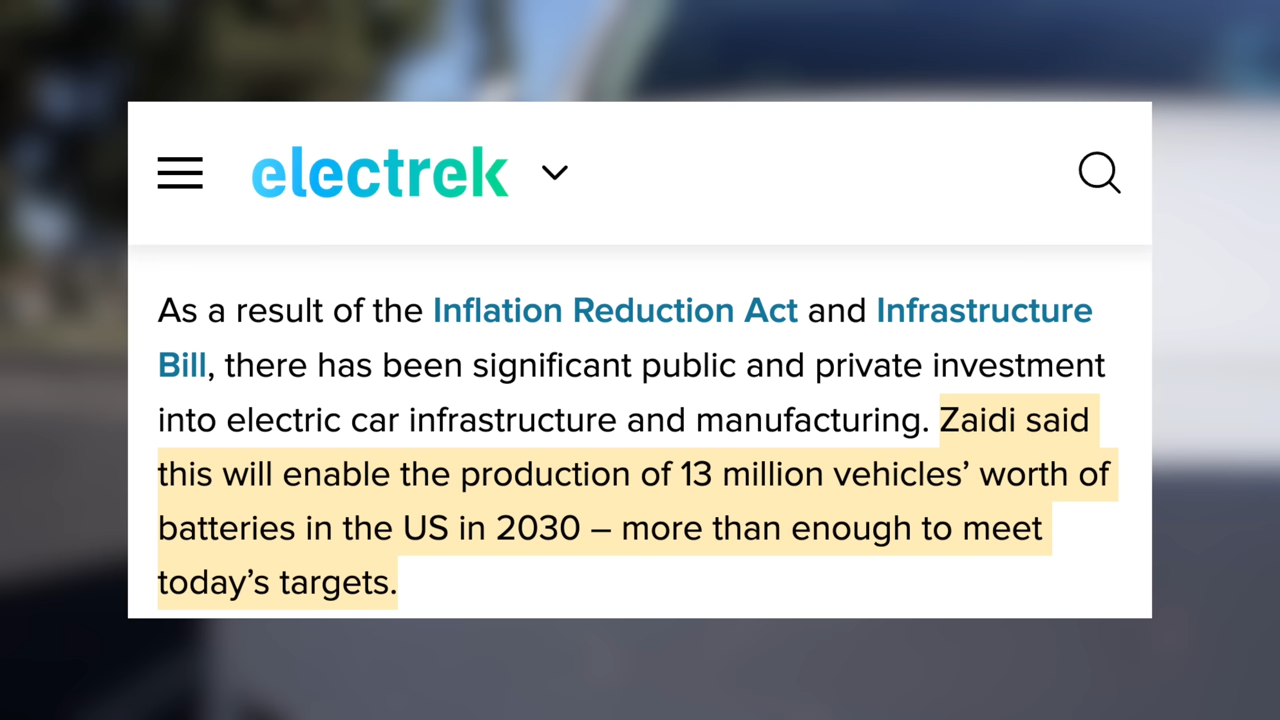 electrek
As a result of the Inflation Reduction Act and Infrastructure
Bill, there has been significant public and private investment
into electric car infrastructure and manufacturing. Zaidi said
this will enable the production of 13 million vehicles’ worth of
batteries in the US in 2030 – more than enough to meet
today’s targets.